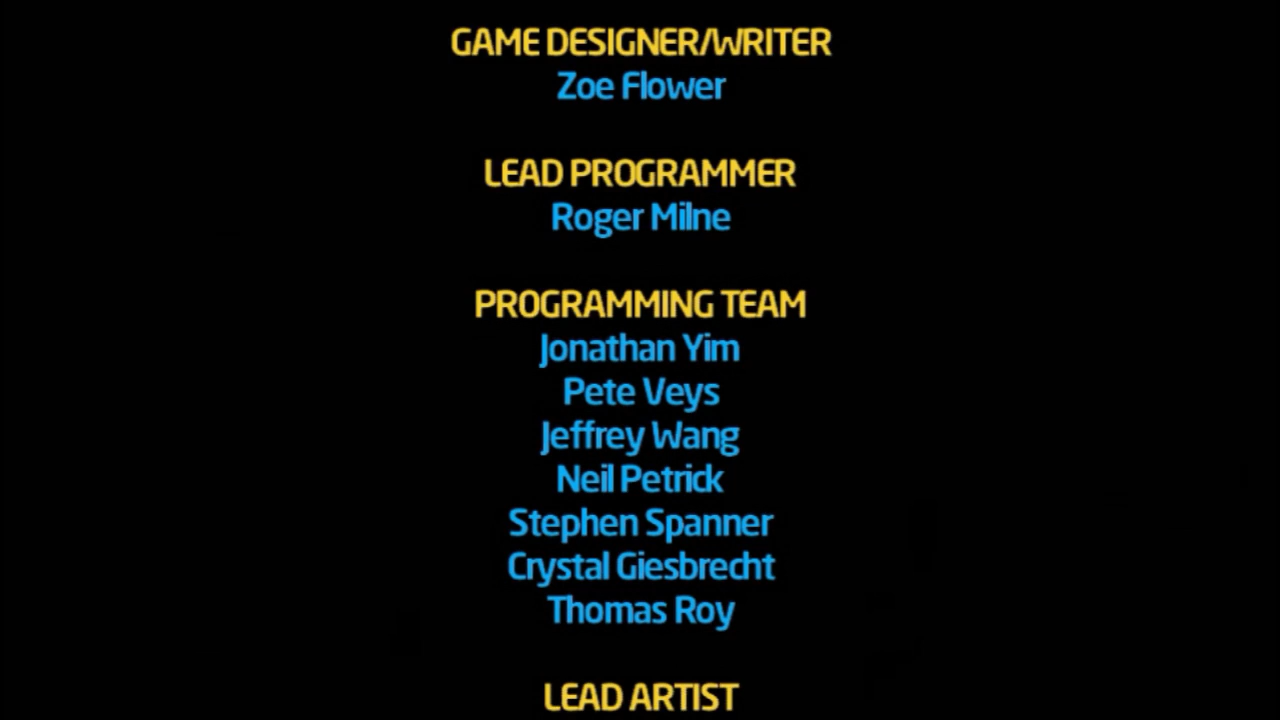 GAME DESIGNER/WRITER
Zoe Flower
LEAD PROGRAMMER
Roger Milne
PROGRAMMING TEAM
Jonathan Yim
Pete Veys
Jeffrey Wang
Neil Petrick
Stephen Spanner
Crystal Giesbrecht
Thomas Roy
LEAD ARTIST